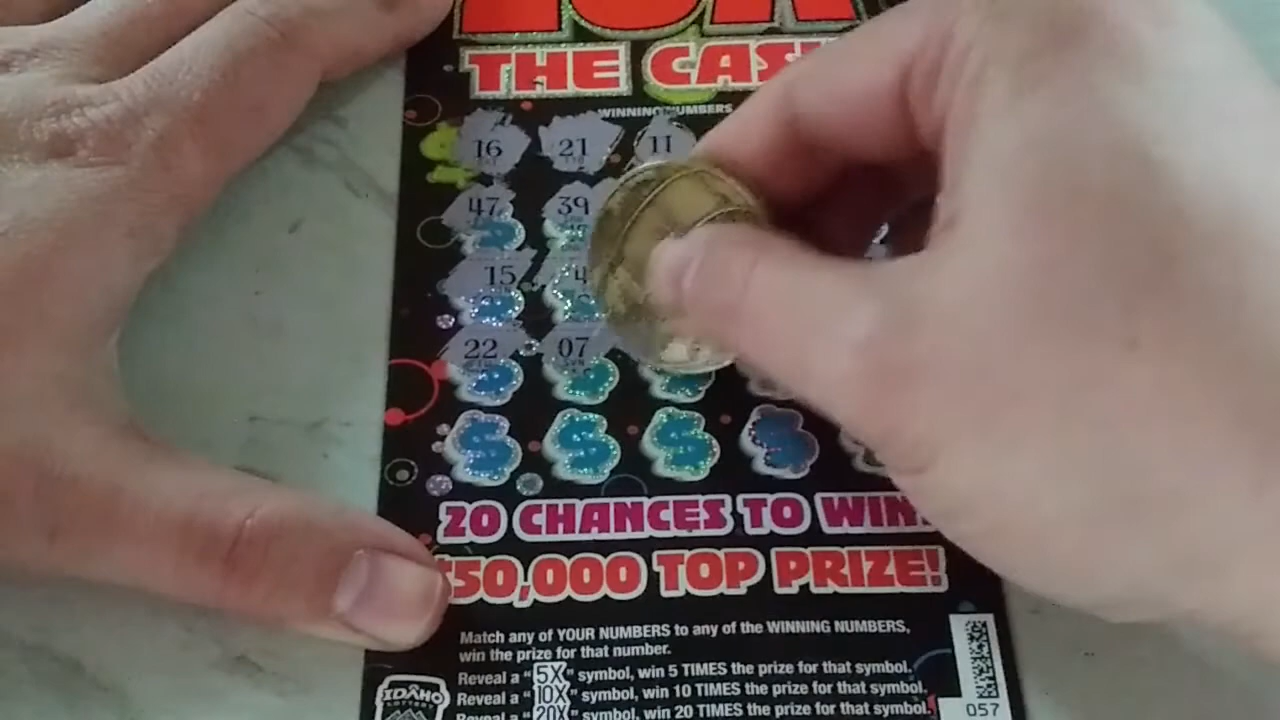 THE CAS
WINNING NUMBERS
16 21 11
47 39
15 4
22 07
20 CHANCES TO WIN!
$50,000 TOP PRIZE!
Match any of YOUR NUMBERS to any of the WINNING NUMBERS,
win the prize for that number.
Reveal a "5X" symbol, win 5 TIMES the prize for that symbol.
Reveal a "10X" symbol, win 10 TIMES the prize for that symbol.
Reveal a "20X" symbol, win 20 TIMES the prize for that symbol.
IDAHO
LOTTERY
057